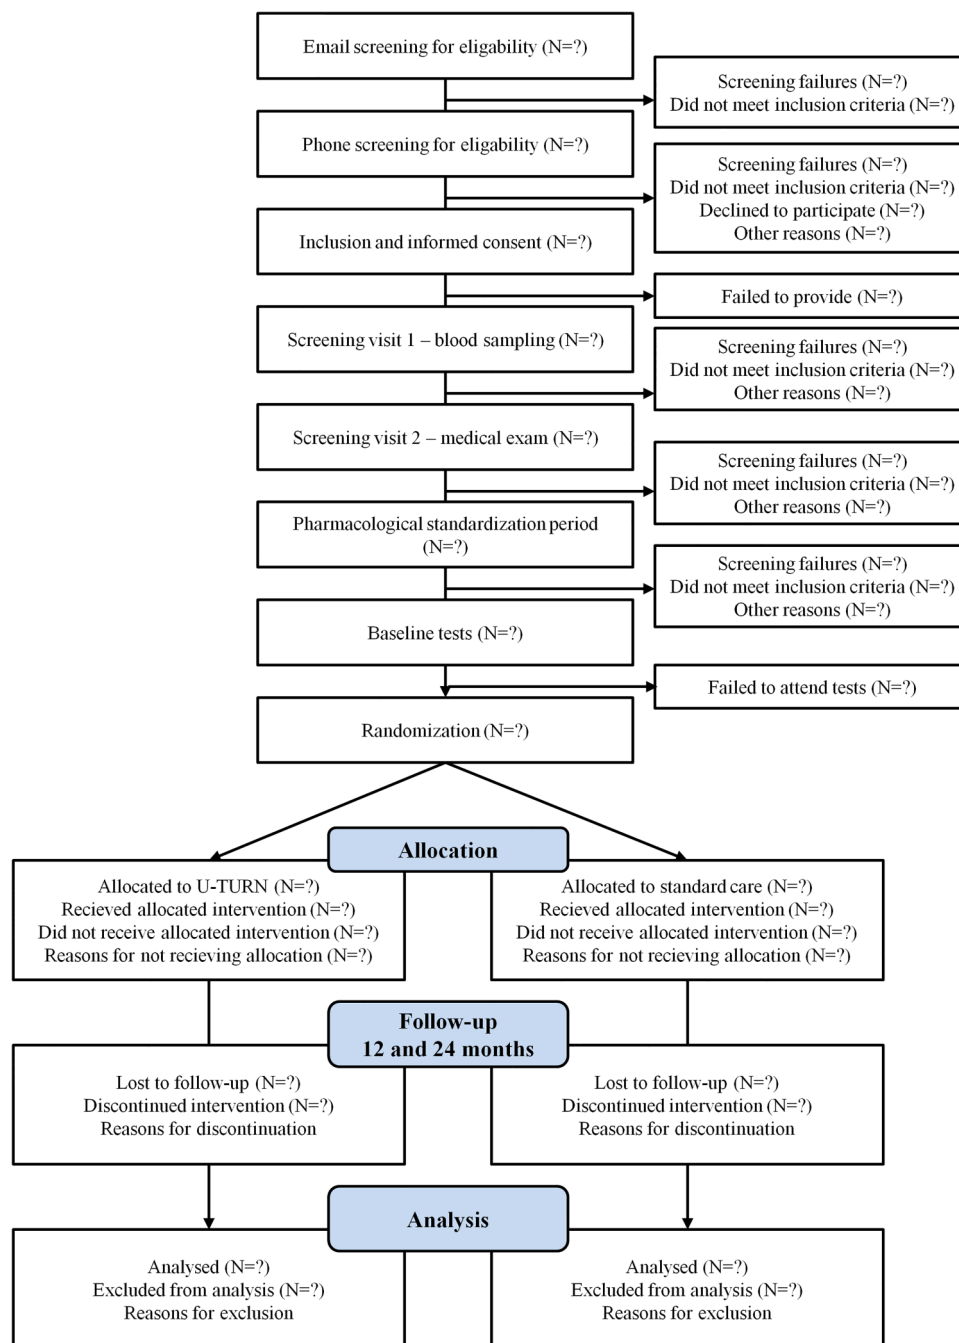 Email screening for eligability (N=?)
Screening failures (N=?)
Did not meet inclusion criteria (N=?)
Phone screening for eligability (N=?)
Screening failures (N=?)
Did not meet inclusion criteria (N=?)
Declined to participate (N=?)
Other reasons (N=?)
Inclusion and informed consent (N=?)
Failed to provide (N=?)
Screening visit 1 – blood sampling (N=?)
Screening failures (N=?)
Did not meet inclusion criteria (N=?)
Other reasons (N=?)
Screening visit 2 – medical exam (N=?)
Screening failures (N=?)
Did not meet inclusion criteria (N=?)
Other reasons (N=?)
Pharmacological standardization period
(N=?)
Screening failures (N=?)
Did not meet inclusion criteria (N=?)
Other reasons (N=?)
Baseline tests (N=?)
Failed to attend tests (N=?)
Randomization (N=?)
Allocation
Allocated to U-TURN (N=?)
Recieved allocated intervention (N=?)
Did not receive allocated intervention (N=?)
Reasons for not recieving allocation (N=?)
Allocated to standard care (N=?)
Recieved allocated intervention (N=?)
Did not receive allocated intervention (N=?)
Reasons for not recieving allocation (N=?)
Follow-up
12 and 24 months
Lost to follow-up (N=?)
Discontinued intervention (N=?)
Reasons for discontinuation
Lost to follow-up (N=?)
Discontinued intervention (N=?)
Reasons for discontinuation
Analysis
Analysed (N=?)
Excluded from analysis (N=?)
Reasons for exclusion
Analysed (N=?)
Excluded from analysis (N=?)
Reasons for exclusion